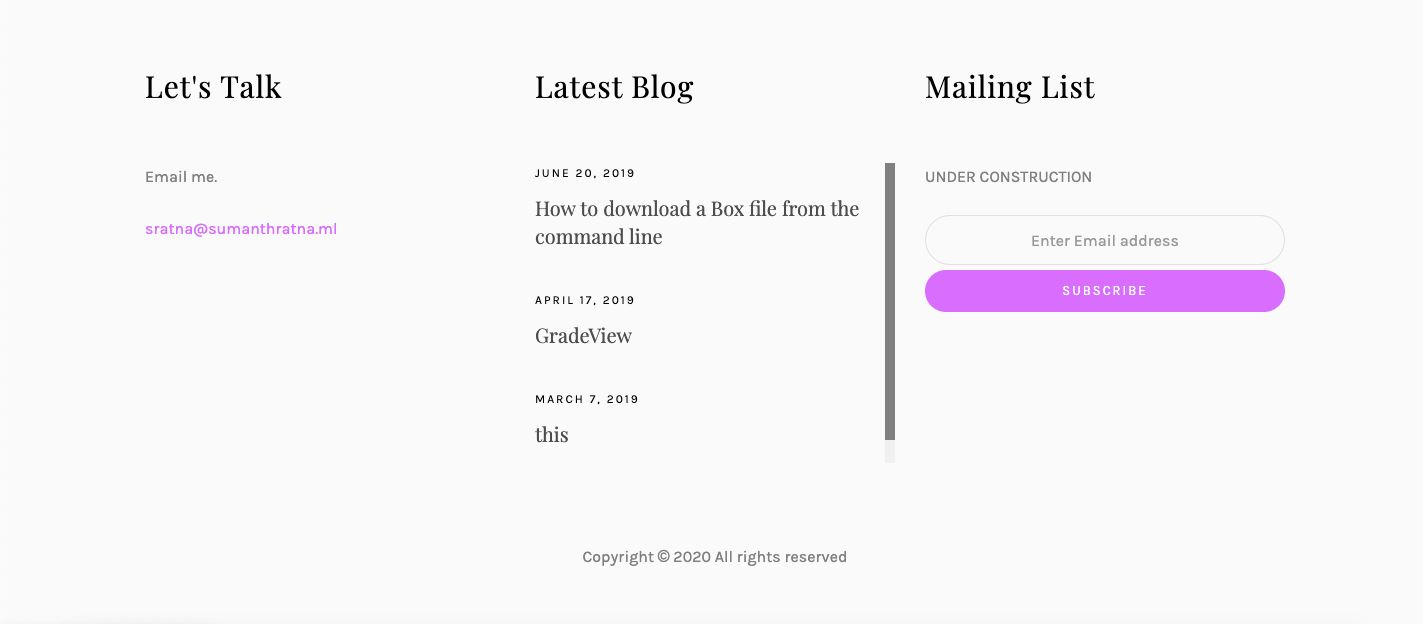 Let's Talk
Email me.
sratna@sumanthratna.ml
Latest Blog
JUNE 20, 2019
How to download a Box file from the
command line
APRIL 17, 2019
GradeView
MARCH 7, 2019
this
Mailing List
UNDER CONSTRUCTION
Enter Email address
SUBSCRIBE
Copyright © 2020 All rights reserved